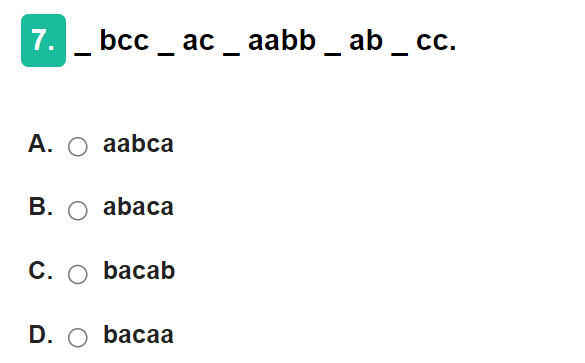 7. _ bcc _ ac _ aabb _ ab _ cc.
A. aabca
B. abaca
C. bacab
D. bacaa